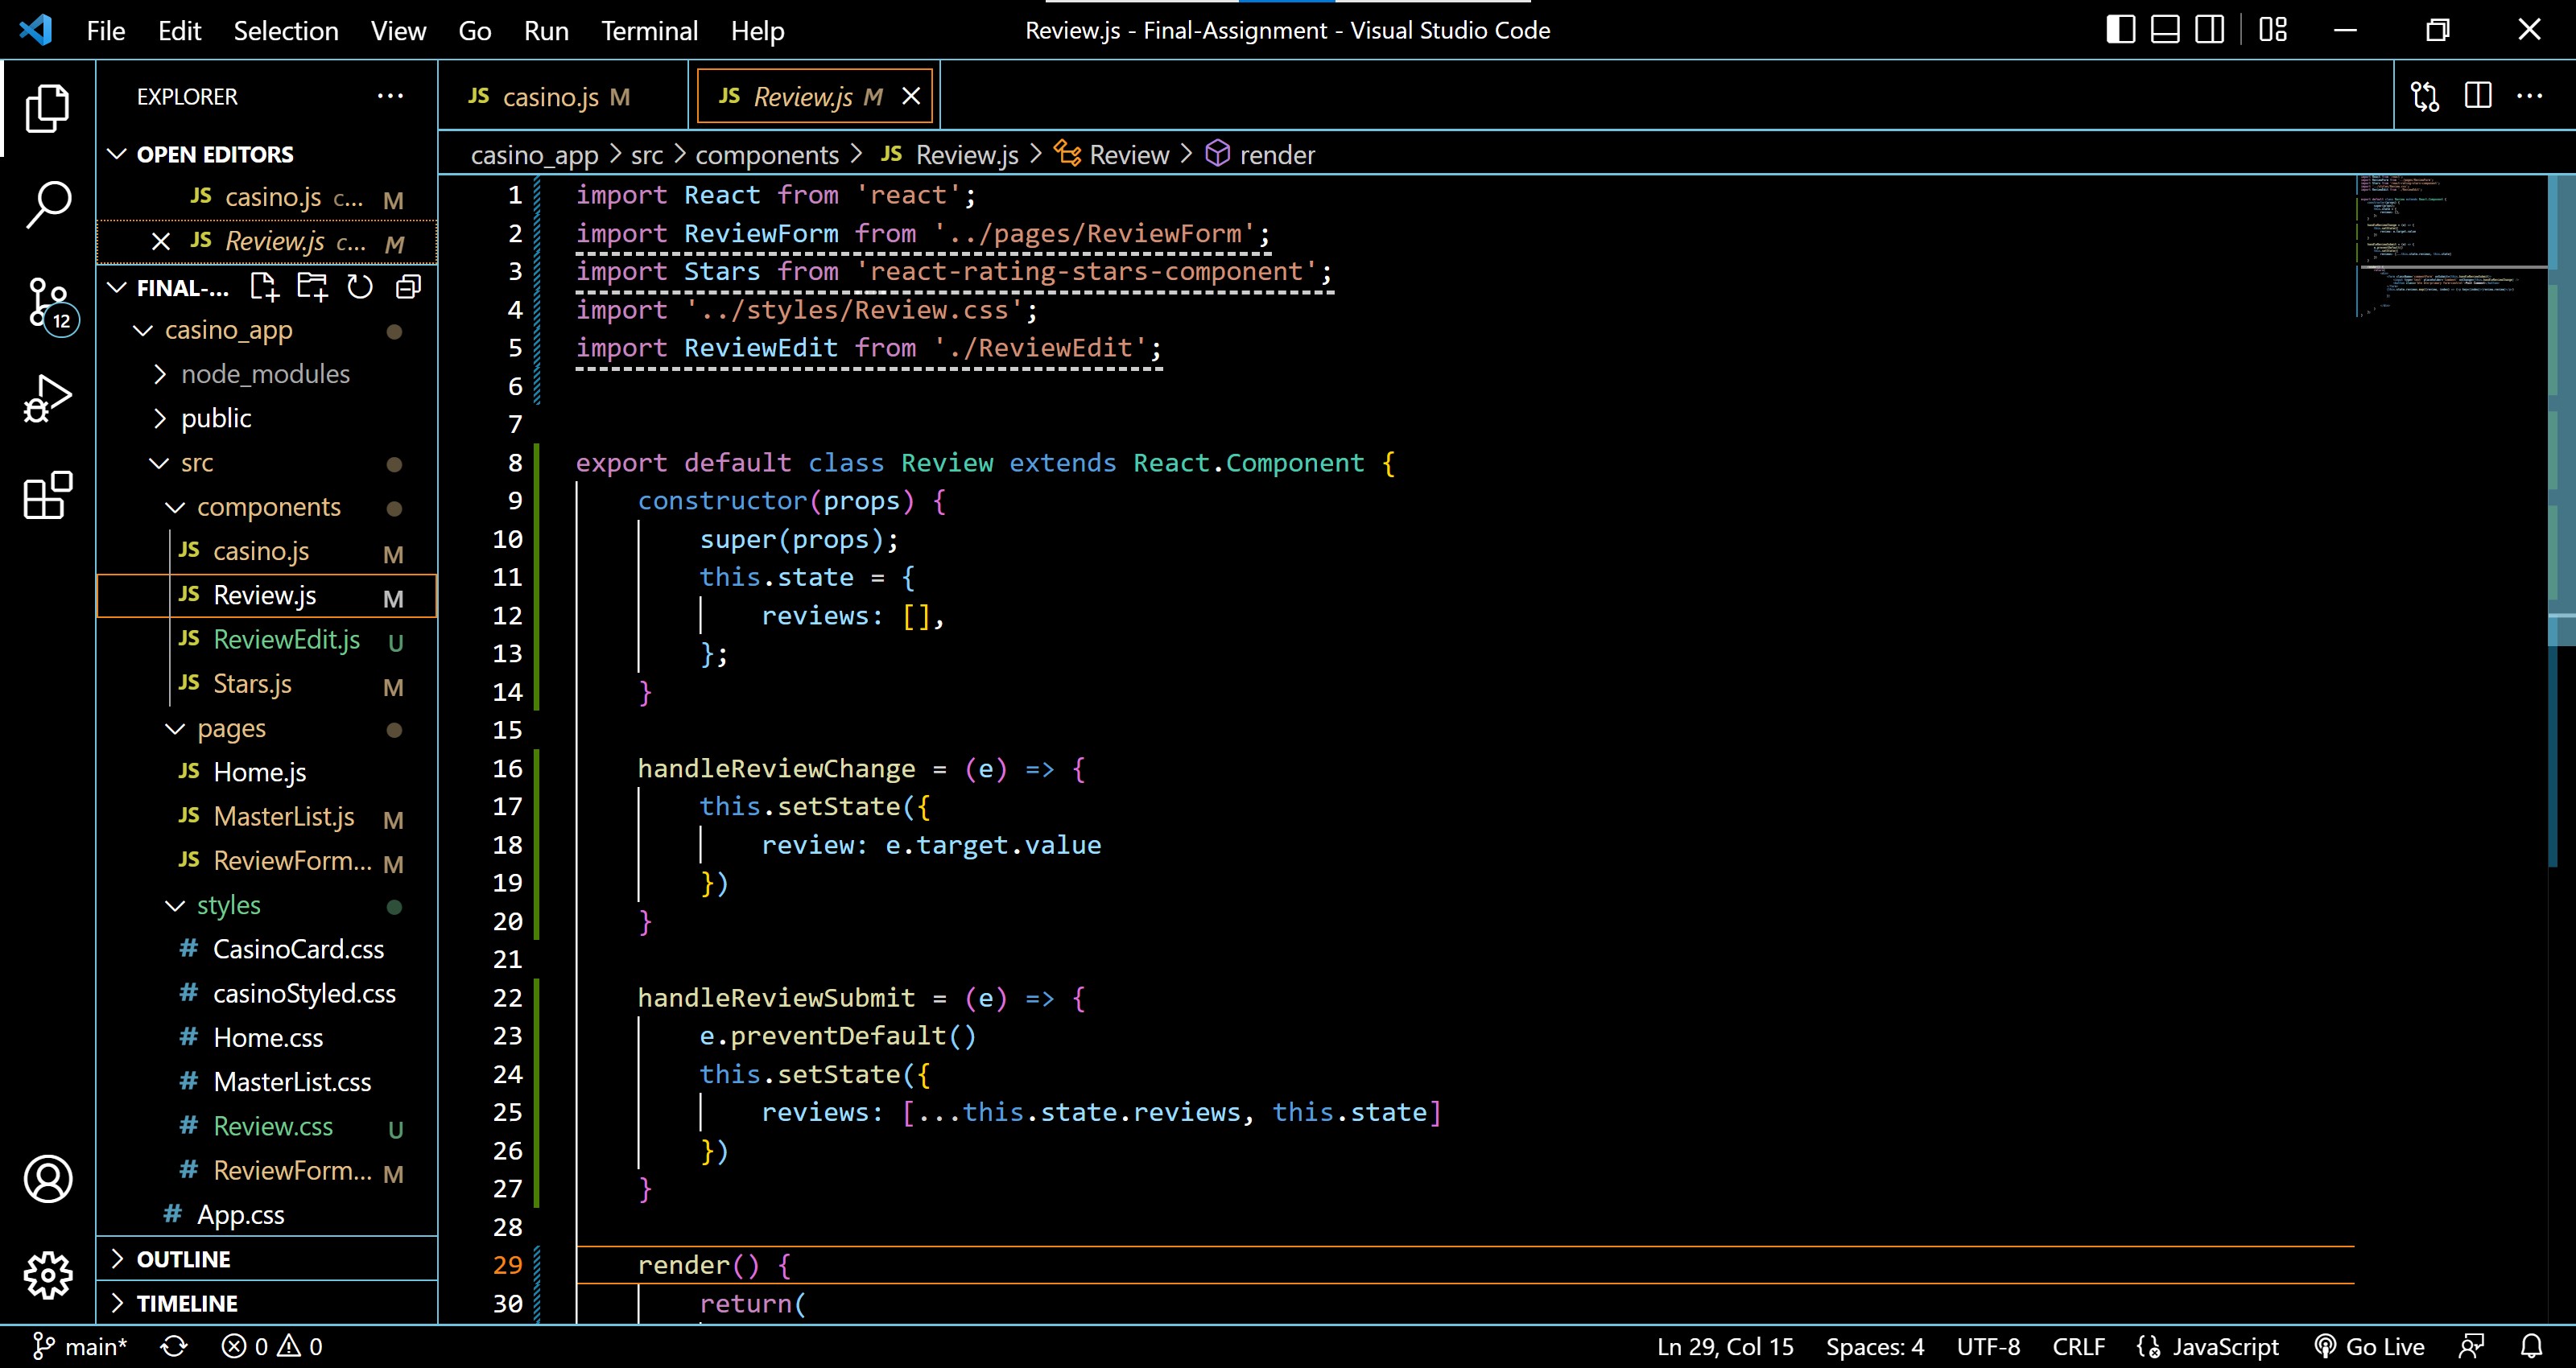 File Edit Selection View Go Run Terminal Help
Review.js - Final-Assignment - Visual Studio Code
EXPLORER
OPEN EDITORS
JS casino.js c... M
JS Review.js c... M
FINAL-...
casino_app
node_modules
public
src
components
JS casino.js M
JS Review.js M
JS ReviewEdit.js U
JS Stars.js M
pages
JS Home.js
JS MasterList.js M
JS ReviewForm... M
styles
# CasinoCard.css
# casinoStyled.css
# Home.css
# MasterList.css
# Review.css U
# ReviewForm... M
# App.css
OUTLINE
TIMELINE
12
JS casino.js M
JS Review.js M
casino_app > src > components > JS Review.js > Review > render
1 import React from 'react';
2 import ReviewForm from '../pages/ReviewForm';
3 import Stars from 'react-rating-stars-component';
4 import '../styles/Review.css';
5 import ReviewEdit from './ReviewEdit';
6
7
8 export default class Review extends React.Component {
9 constructor(props) {
10 super(props);
11 this.state = {
12 reviews: [],
13 };
14 }
15
16 handleReviewChange = (e) => {
17 this.setState({
18 review: e.target.value
19 })
20 }
21
22 handleReviewSubmit = (e) => {
23 e.preventDefault()
24 this.setState({
25 reviews: [...this.state.reviews, this.state]
26 })
27 }
28
29 render() {
30 return(
main* 0 0
Ln 29, Col 15 Spaces: 4 UTF-8 CRLF JavaScript Go Live